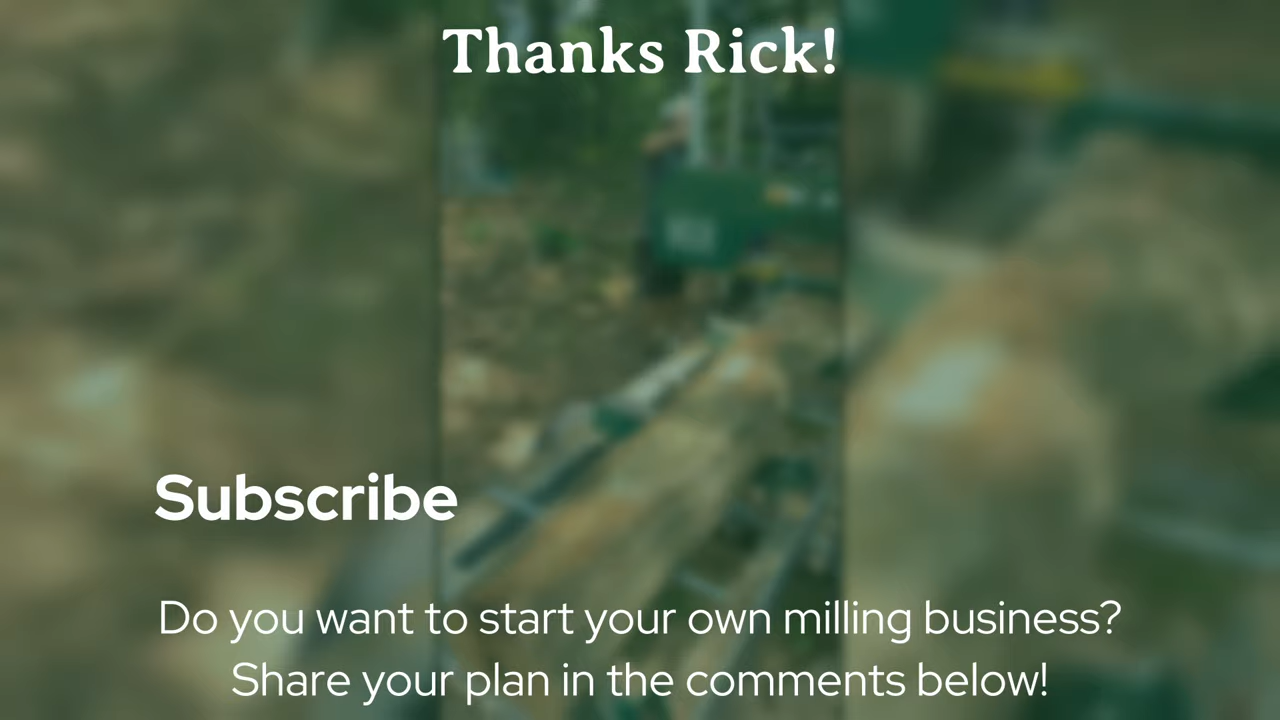 Thanks Rick!
Subscribe
Do you want to start your own milling business?
Share your plan in the comments below!